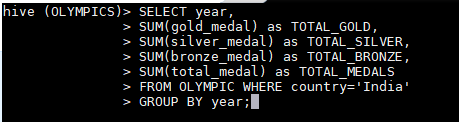 hive (OLYMPICS)> SELECT year,
> SUM(gold_medal) as TOTAL_GOLD,
> SUM(silver_medal) as TOTAL_SILVER,
> SUM(bronze_medal) as TOTAL_BRONZE,
> SUM(total_medal) as TOTAL_MEDALS
> FROM OLYMPIC WHERE country='India'
> GROUP BY year;